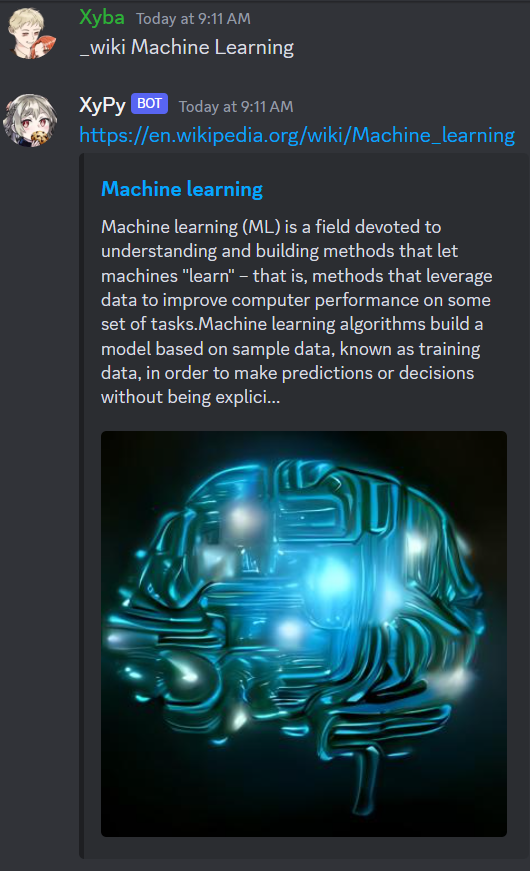 Xyba Today at 9:11 AM
_wiki Machine Learning
XyPy BOT Today at 9:11 AM
https://en.wikipedia.org/wiki/Machine_learning
Machine learning
Machine learning (ML) is a field devoted to
understanding and building methods that let
machines "learn" – that is, methods that leverage
data to improve computer performance on some
set of tasks.Machine learning algorithms build a
model based on sample data, known as training
data, in order to make predictions or decisions
without being explici...